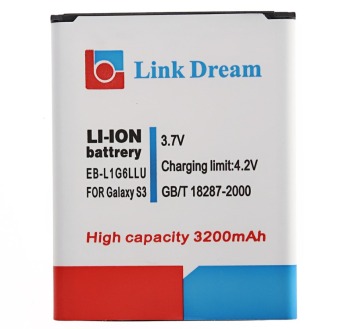 Link Dream
LI-ION
battrery
EB-L1G6LLU
FOR Galaxy S3
3.7V
Charging limit:4.2V
GB/T 18287-2000
High capacity 3200mAh